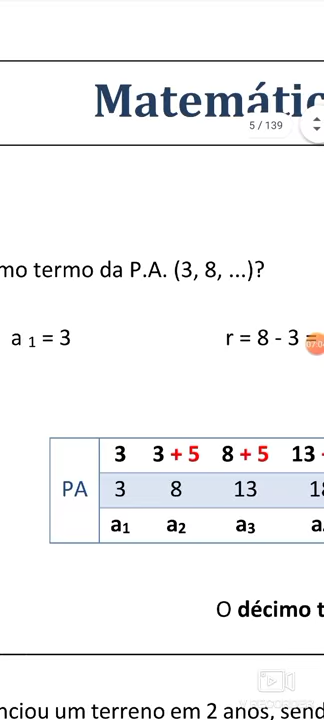 Matemátic
5 / 139
mo termo da P.A. (3, 8, ...)?
a 1 = 3 r = 8 - 3 =
3 3 + 5 8 + 5 13
PA 3 8 13 18
a1 a2 a3 a
O décimo t
nciou um terreno em 2 anos, send